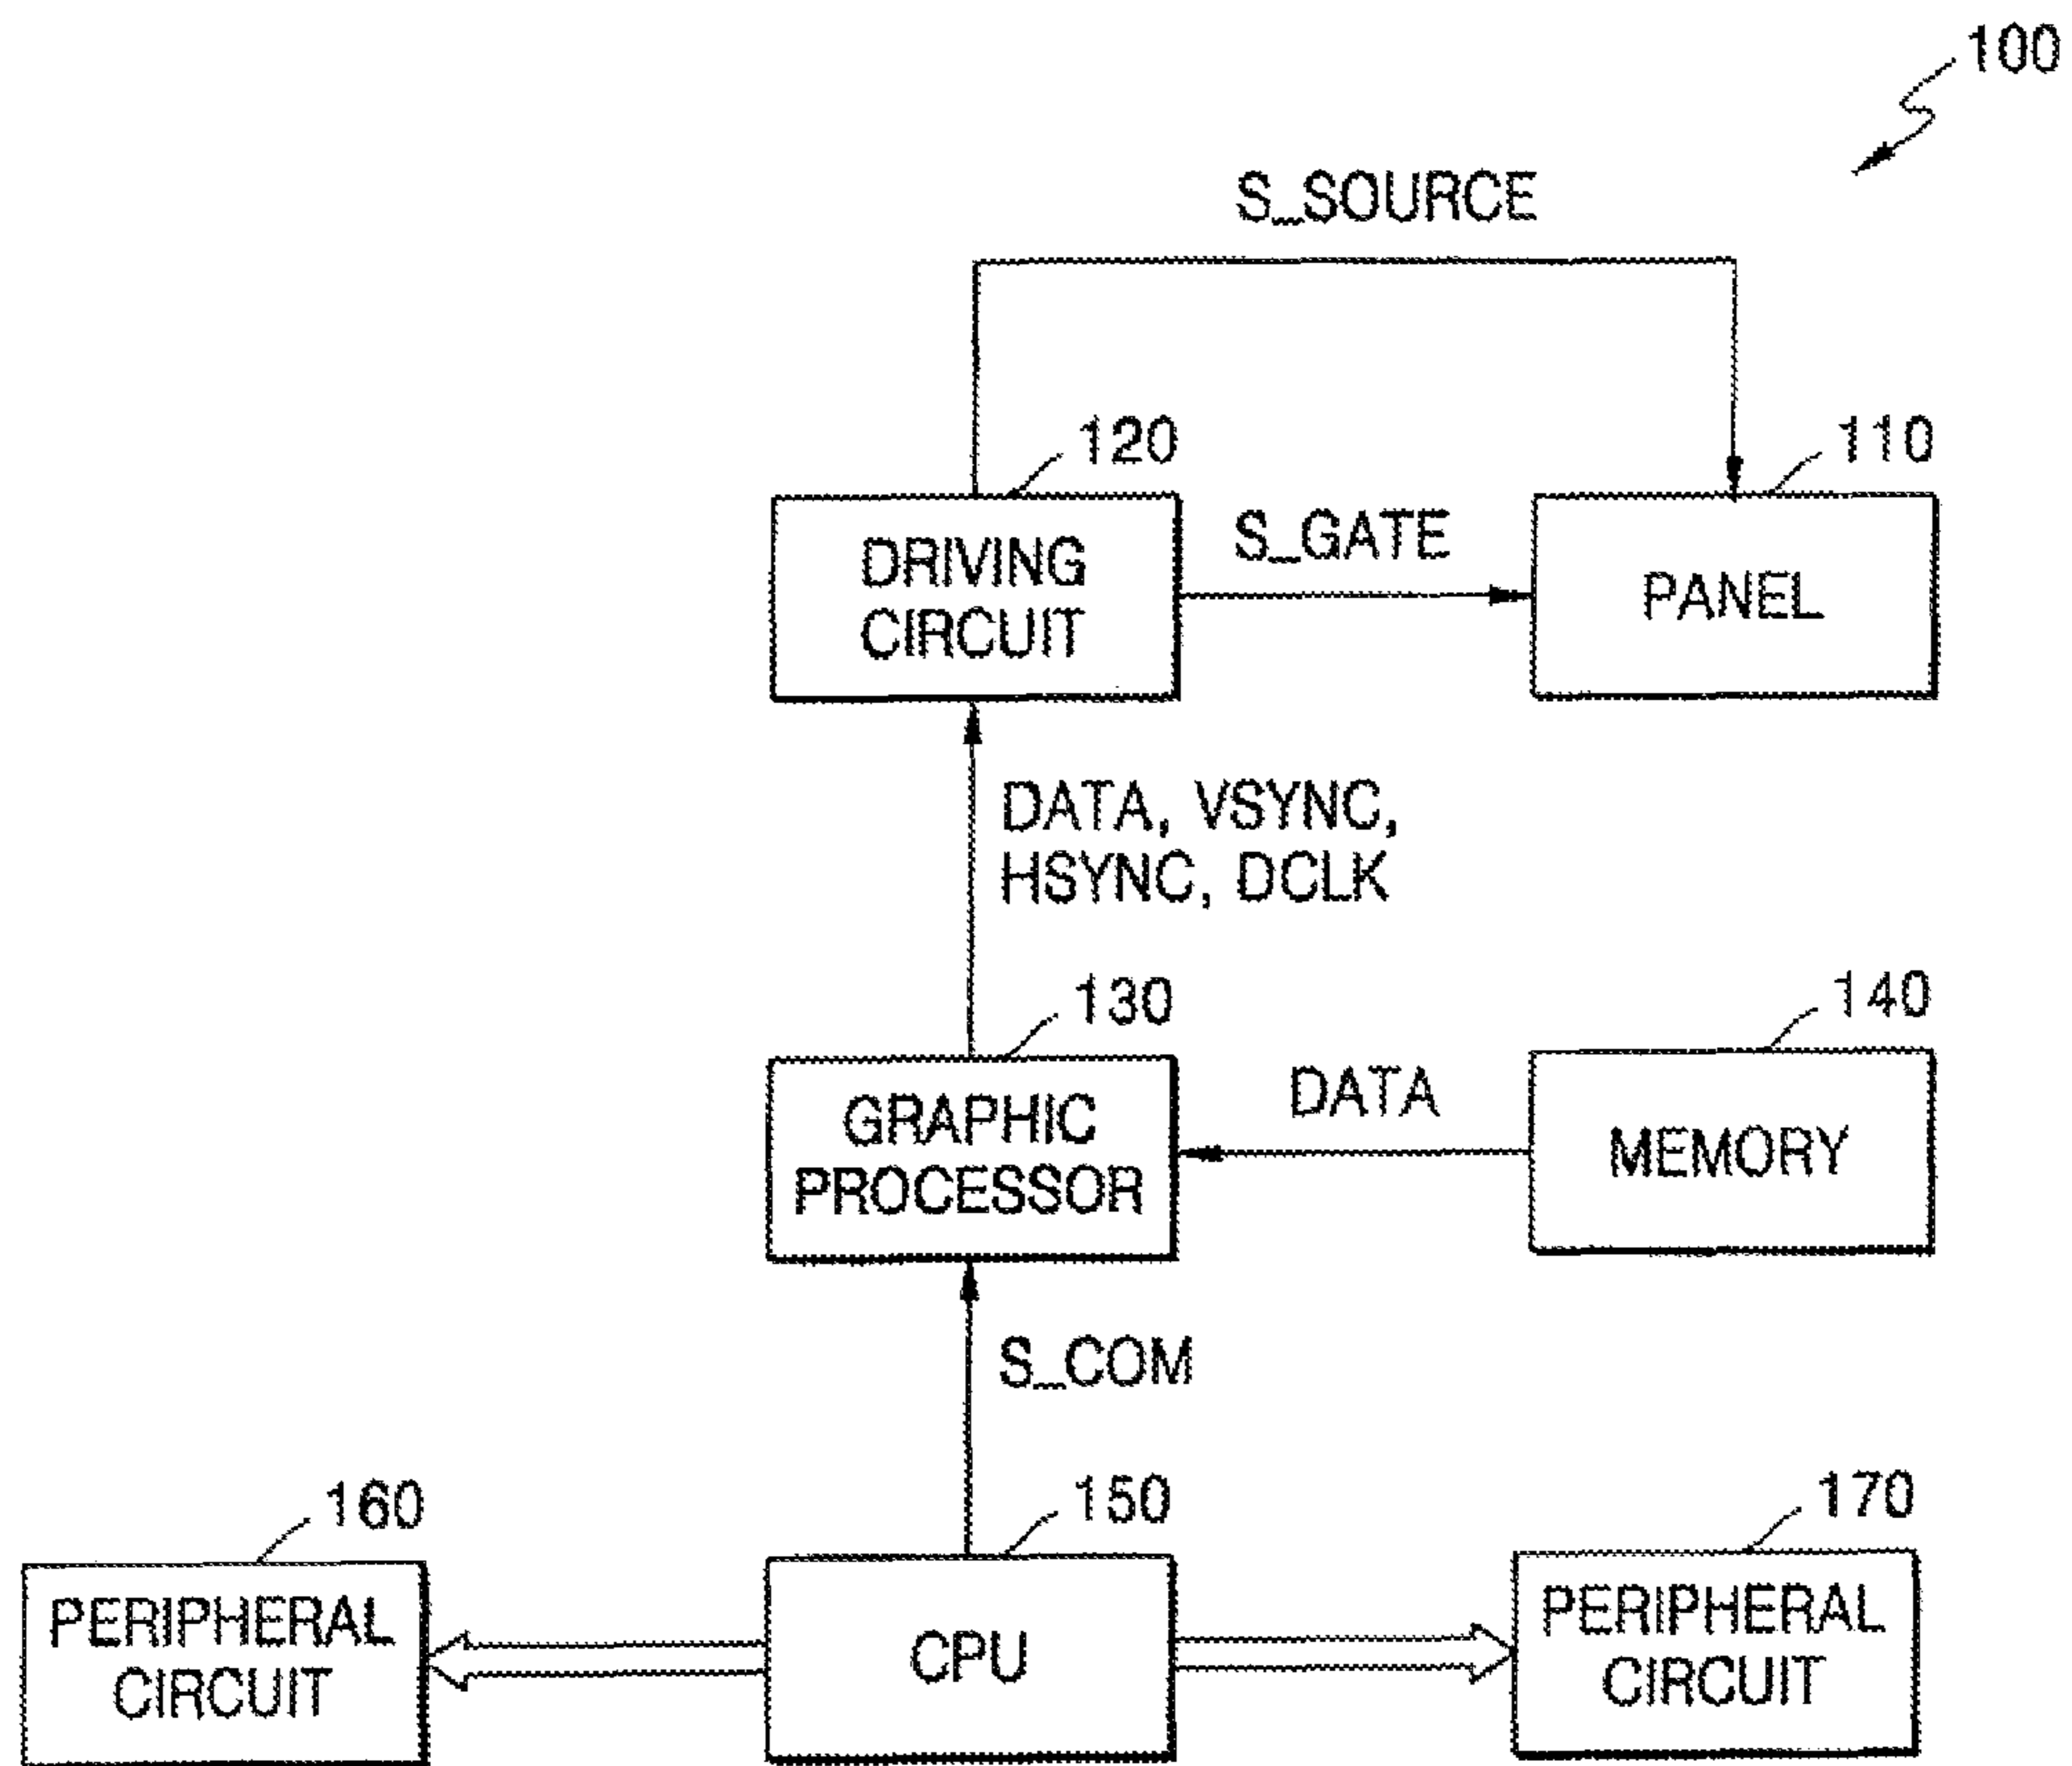 100
S_SOURCE
120
110
DRIVING
CIRCUIT
S_GATE
PANEL
DATA, VSYNC,
HSYNC, DCLK
130
140
GRAPHIC
PROCESSOR
DATA
MEMORY
S_COM
160
150
170
PERIPHERAL
CIRCUIT
CPU
PERIPHERAL
CIRCUIT